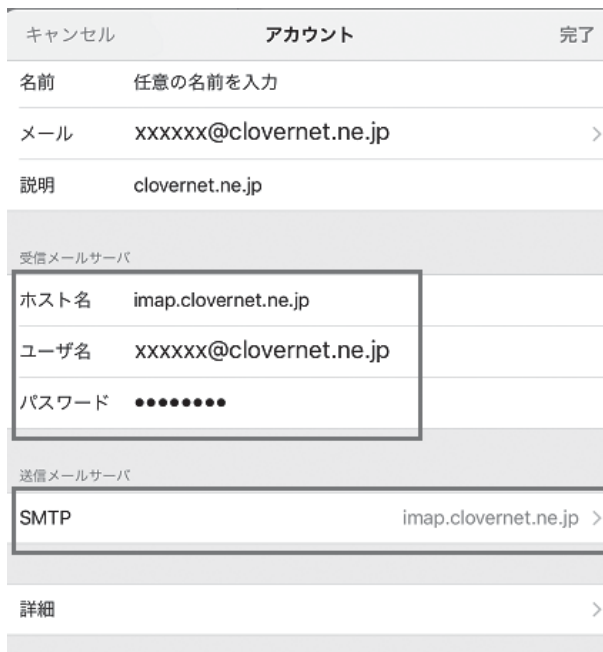 キャンセル アカウント 完了
名前 任意の名前を入力
メール xxxxxx@clovernet.ne.jp
説明 clovernet.ne.jp
受信メールサーバ
ホスト名 imap.clovernet.ne.jp
ユーザ名 xxxxxx@clovernet.ne.jp
パスワード ●●●●●●●●
送信メールサーバ
SMTP imap.clovernet.ne.jp
詳細